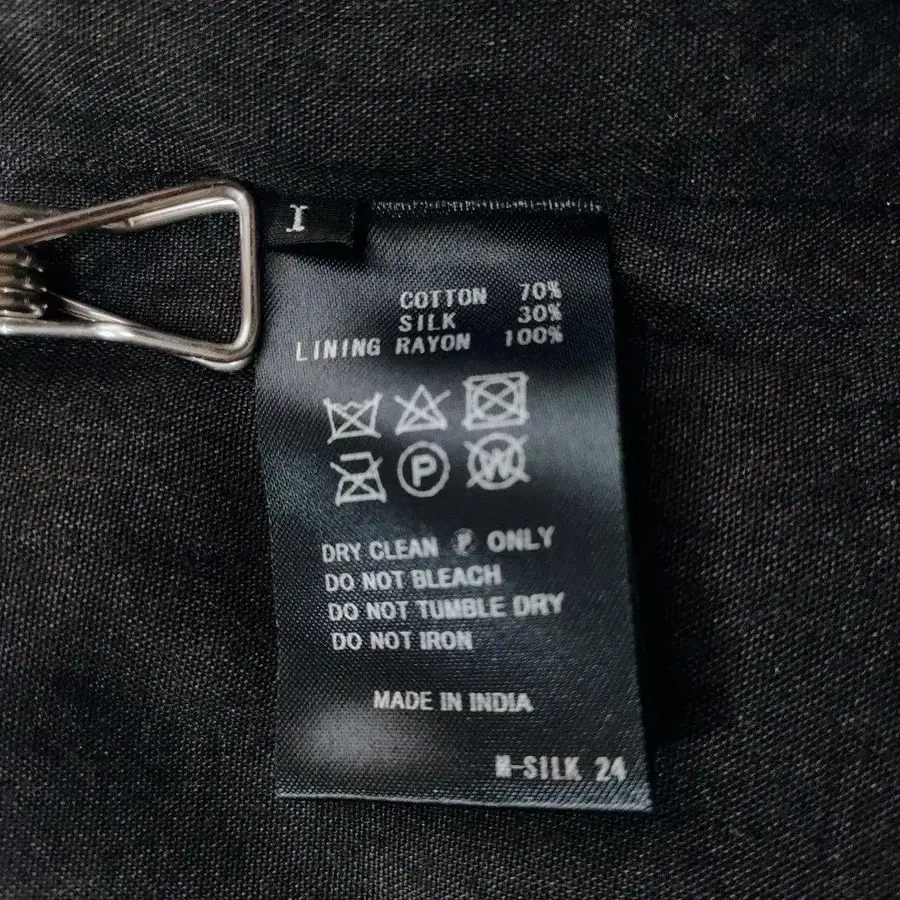 I
COTTON 70%
SILK 30%
LINING RAYON 100%
P W
DRY CLEAN P ONLY
DO NOT BLEACH
DO NOT TUMBLE DRY
DO NOT IRON
MADE IN INDIA
M-SILK 24